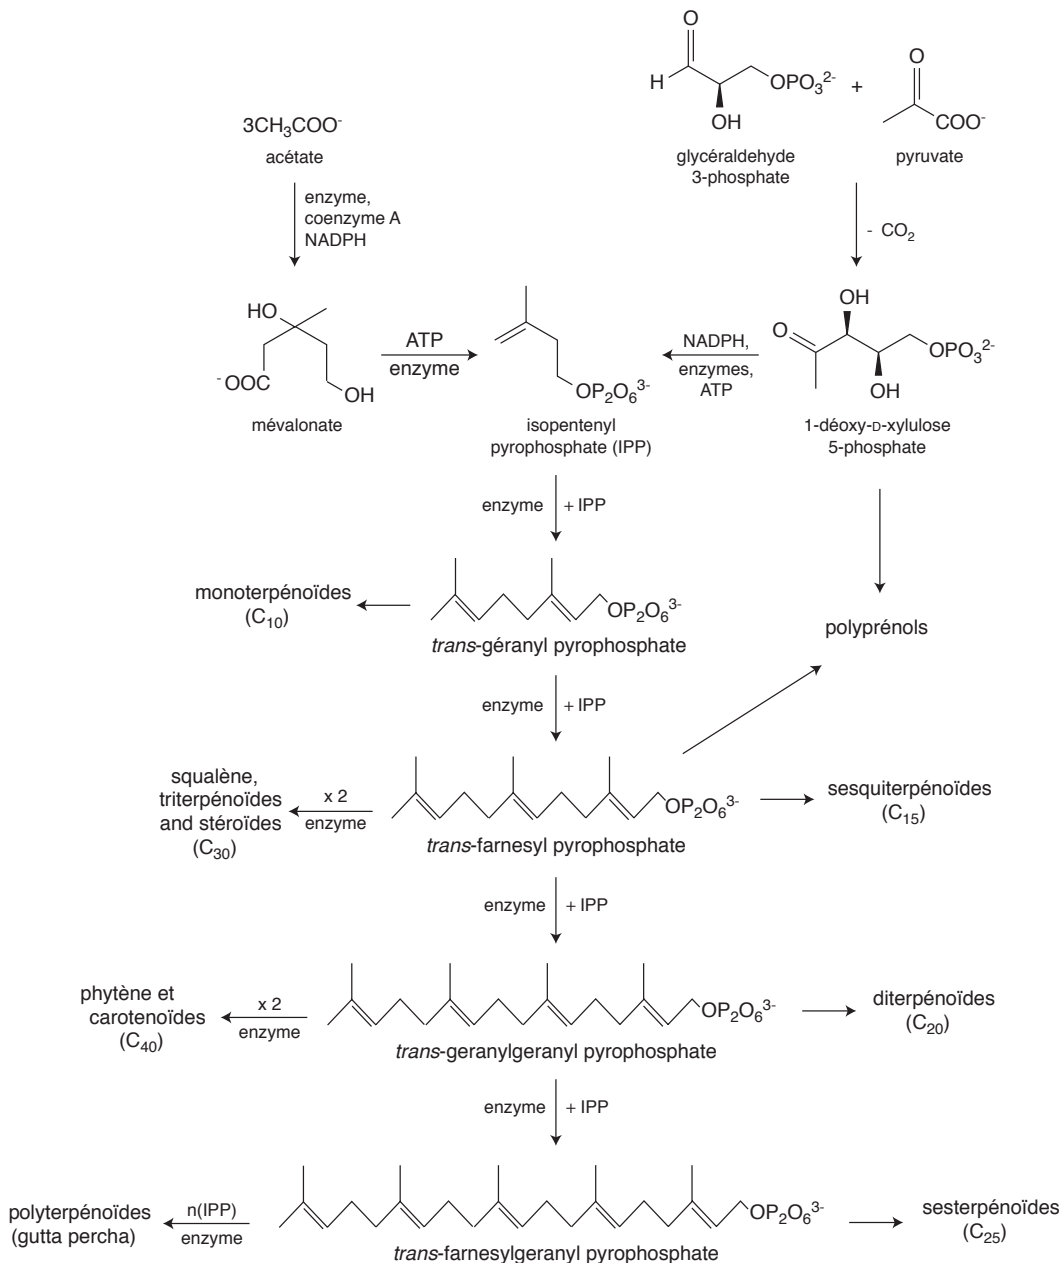 O
H
OPO₃²⁻
OH
glycéraldehyde
3-phosphate
+
O
COO⁻
pyruvate
3CH₃COO⁻
acétate
enzyme,
coenzyme A
NADPH
- CO₂
HO
⁻OOC
OH
mévalonate
ATP
enzyme
OP₂O₆³⁻
isopentenyl
pyrophosphate (IPP)
NADPH,
enzymes,
ATP
OH
O
OPO₃²⁻
OH
1-déoxy-D-xylulose
5-phosphate
enzyme + IPP
monoterpénoïdes
(C₁₀)
OP₂O₆³⁻
trans-géranyl pyrophosphate
polyprénols
enzyme + IPP
squalène,
triterpénoïdes
and stéroïdes
(C₃₀)
x 2
enzyme
OP₂O₆³⁻
trans-farnesyl pyrophosphate
sesquiterpénoïdes
(C₁₅)
enzyme + IPP
phytène et
carotenoïdes
(C₄₀)
x 2
enzyme
OP₂O₆³⁻
trans-geranylgeranyl pyrophosphate
diterpénoïdes
(C₂₀)
enzyme + IPP
polyterpénoïdes
(gutta percha)
n(IPP)
enzyme
OP₂O₆³⁻
trans-farnesylgeranyl pyrophosphate
sesterpénoïdes
(C₂₅)